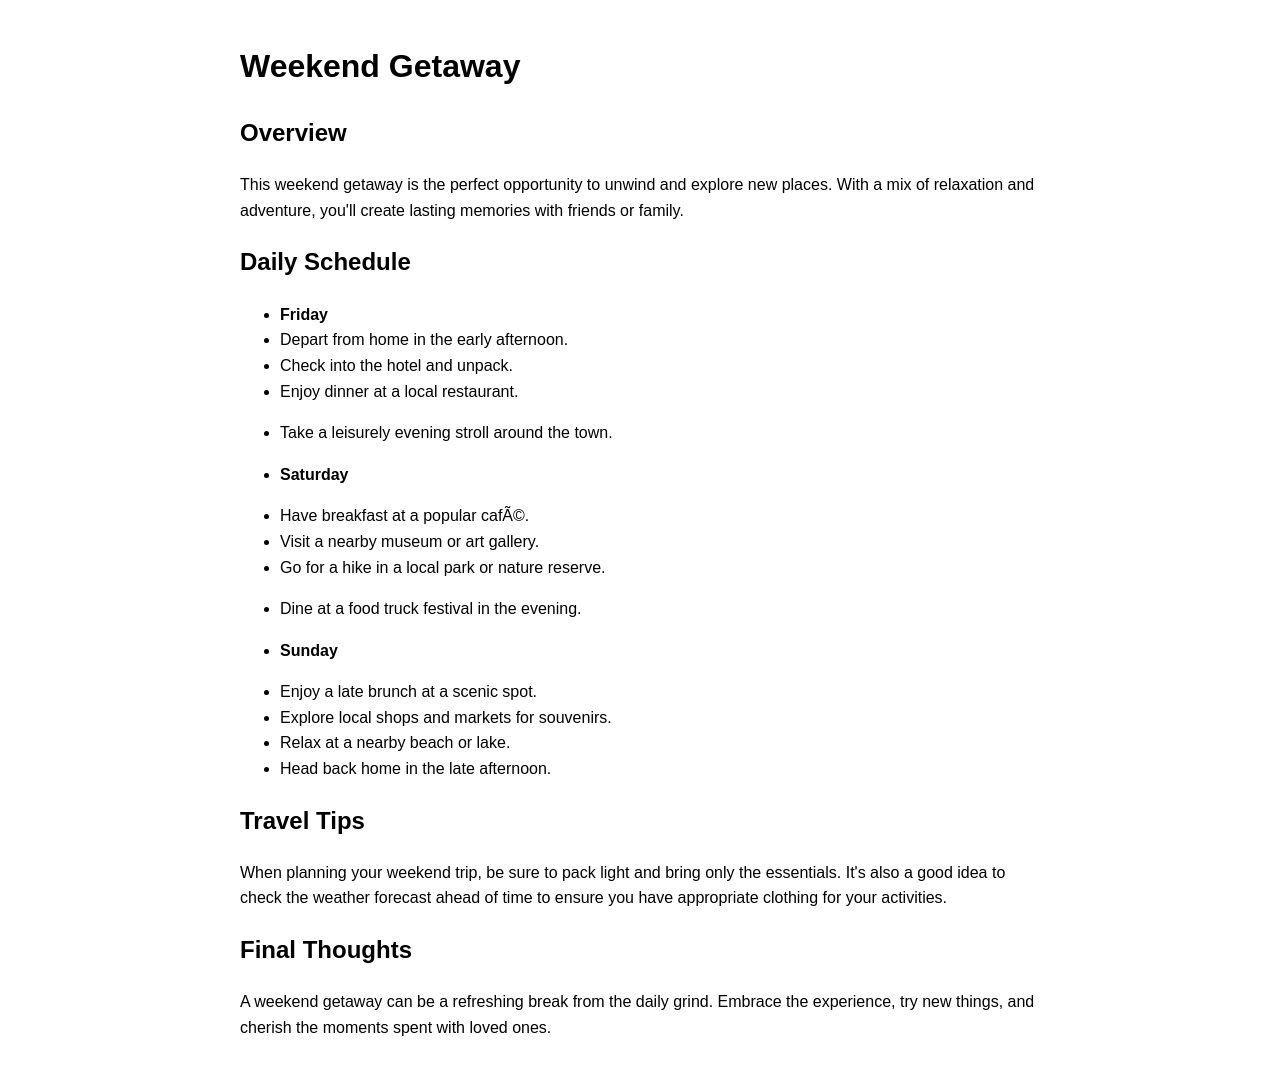 Weekend Getaway
Overview
This weekend getaway is the perfect opportunity to unwind and explore new places. With a mix of relaxation and
adventure, you'll create lasting memories with friends or family.
Daily Schedule
Friday
Depart from home in the early afternoon.
Check into the hotel and unpack.
Enjoy dinner at a local restaurant.
Take a leisurely evening stroll around the town.
Saturday
Have breakfast at a popular cafÃ©.
Visit a nearby museum or art gallery.
Go for a hike in a local park or nature reserve.
Dine at a food truck festival in the evening.
Sunday
Enjoy a late brunch at a scenic spot.
Explore local shops and markets for souvenirs.
Relax at a nearby beach or lake.
Head back home in the late afternoon.
Travel Tips
When planning your weekend trip, be sure to pack light and bring only the essentials. It's also a good idea to
check the weather forecast ahead of time to ensure you have appropriate clothing for your activities.
Final Thoughts
A weekend getaway can be a refreshing break from the daily grind. Embrace the experience, try new things, and
cherish the moments spent with loved ones.